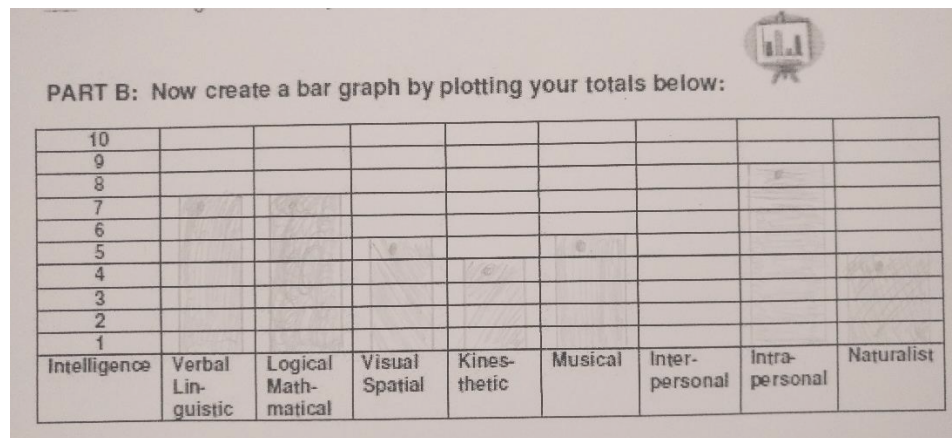 PART B: Now create a bar graph by plotting your totals below:
10
9
8
7
6
5
4
3
2
1
Intelligence Verbal Logical Visual Kines- Musical Inter- Intra- Naturalist
Lin- Math- Spatial thetic personal personal
guistic matical